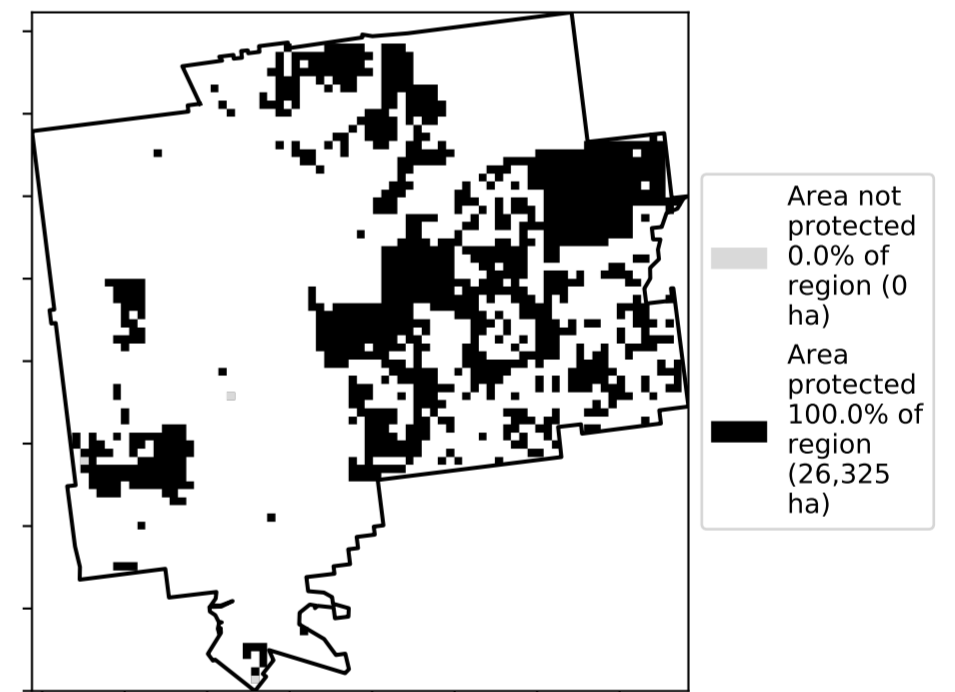 Area not
protected
0.0% of
region (0
ha)
Area
protected
100.0% of
region
(26,325
ha)